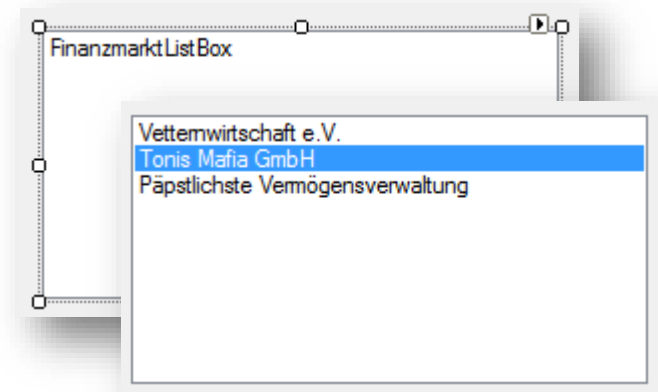 FinanzmarktListBox
Vetternwirtschaft e.V.
Tonis Mafia GmbH
Päpstlichste Vermögensverwaltung